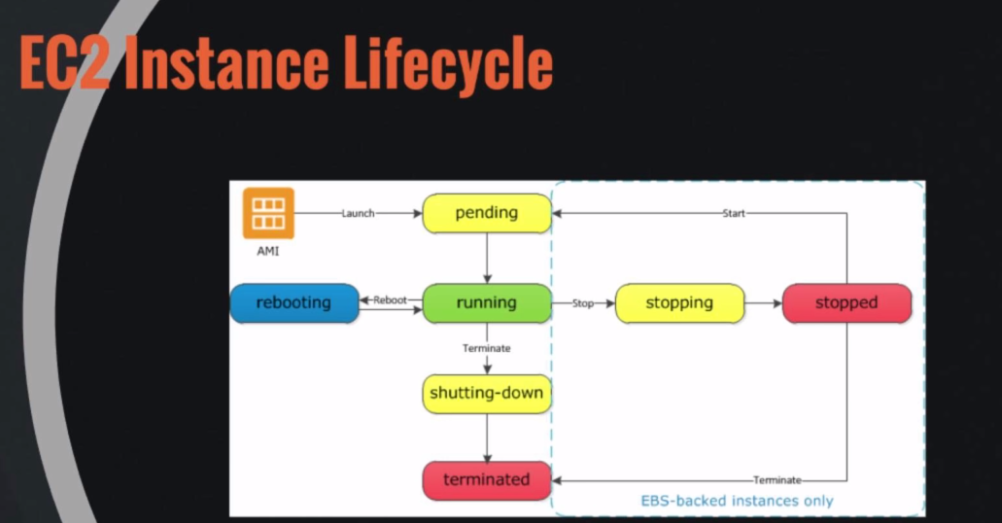 EC2 Instance Lifecycle
Launch
pending
Start
AMI
rebooting
Reboot
running
Stop
stopping
stopped
Terminate
shutting-down
terminated
Terminate
EBS-backed instances only